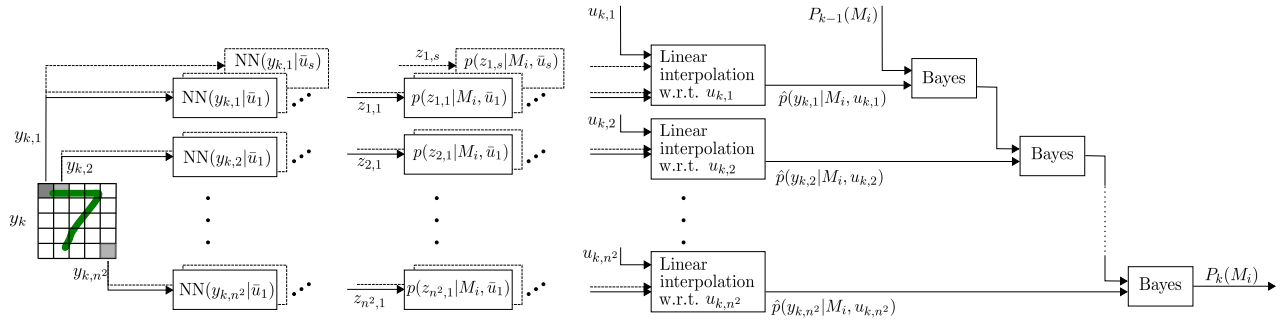 u_{k,1}
P_{k-1}(M_i)
NN(y_{k,1}|ū_s)
z_{1,s}
p(z_{1,s}|M_i, ū_s)
Linear
interpolation
w.r.t. u_{k,1}
Bayes
NN(y_{k,1}|ū_1)
z_{1,1}
p(z_{1,1}|M_i, ū_1)
p̂(y_{k,1}|M_i, u_{k,1})
y_{k,1}
u_{k,2}
y_{k,2}
NN(y_{k,2}|ū_1)
z_{2,1}
p(z_{2,1}|M_i, ū_1)
Linear
interpolation
w.r.t. u_{k,2}
p̂(y_{k,2}|M_i, u_{k,2})
Bayes
y_k
7
y_{k,n^2}
NN(y_{k,n^2}|ū_1)
z_{n^2,1}
p(z_{n^2,1}|M_i, ū_1)
u_{k,n^2}
Linear
interpolation
w.r.t. u_{k,n^2}
p̂(y_{k,n^2}|M_i, u_{k,n^2})
Bayes
P_k(M_i)